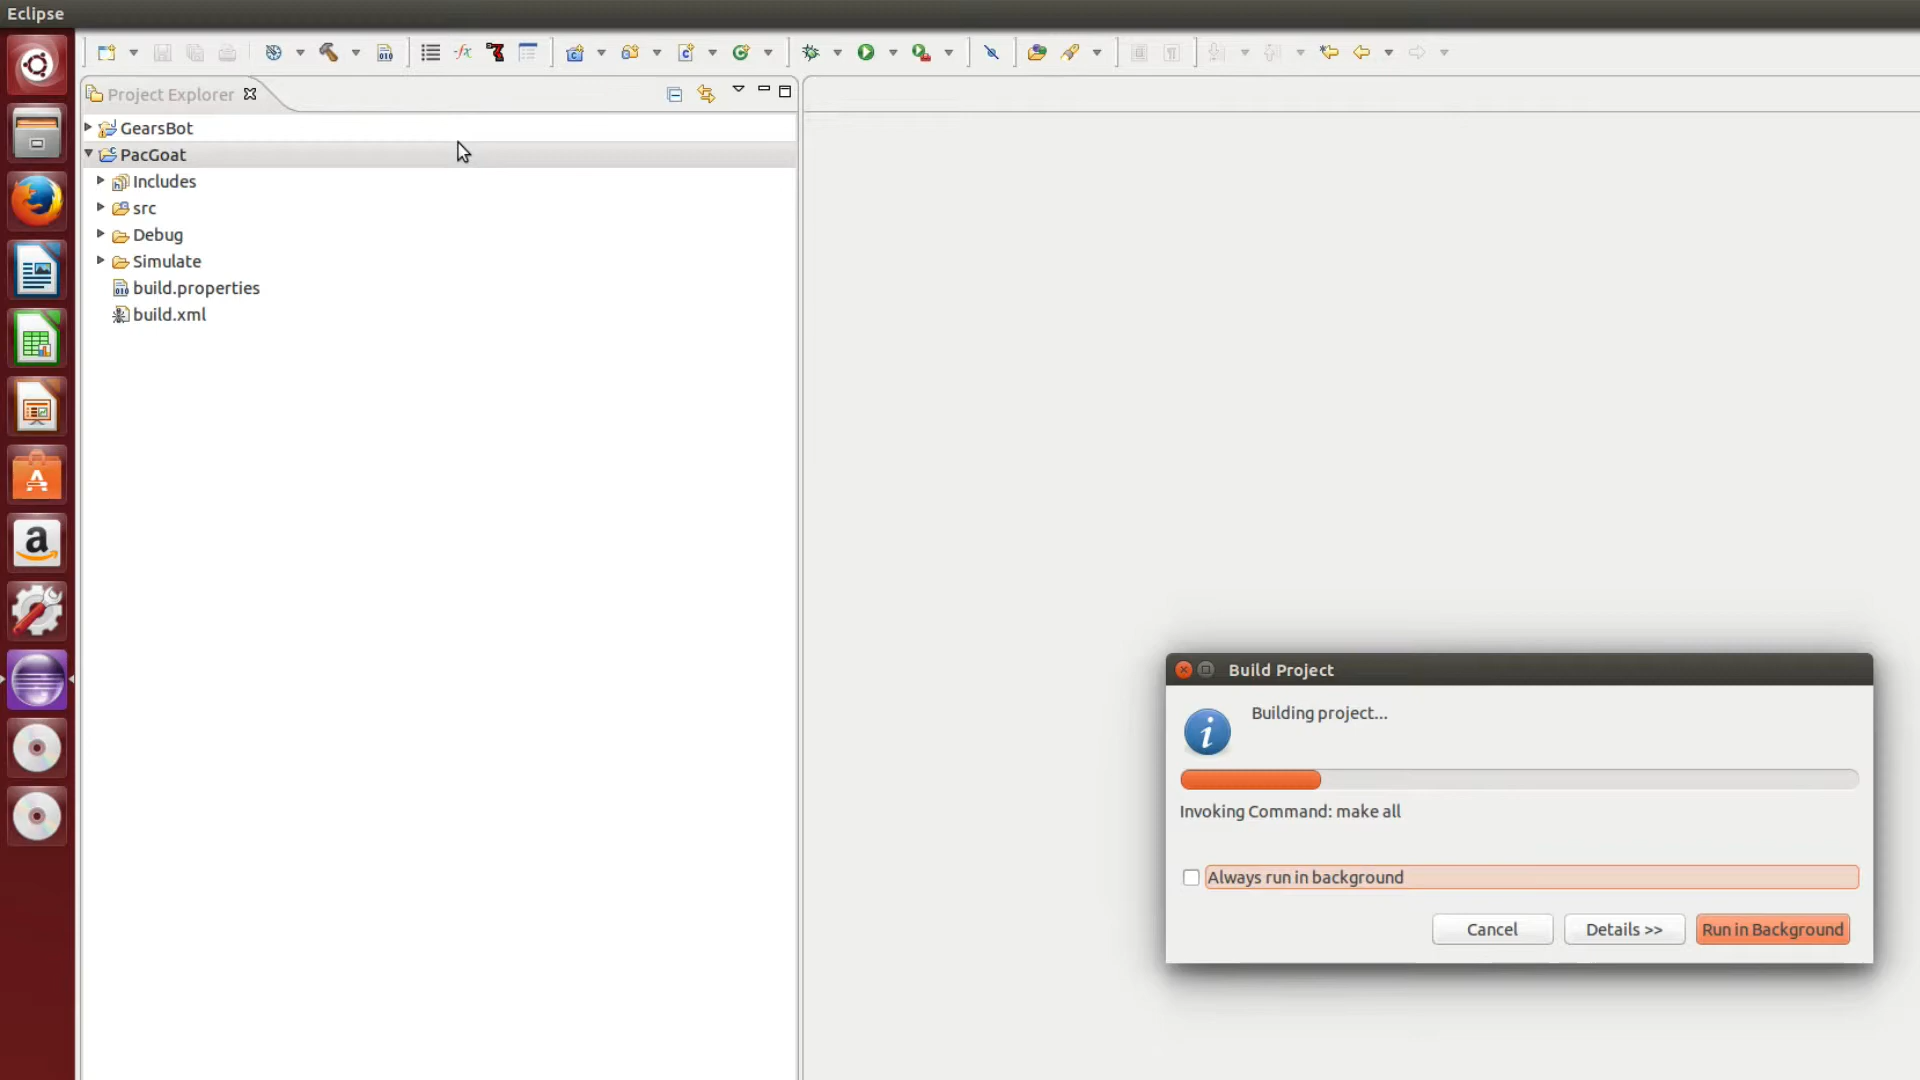 Eclipse
Project Explorer
GearsBot
PacGoat
Includes
src
Debug
Simulate
build.properties
build.xml
Build Project
Building project...
Invoking Command: make all
Always run in background
Cancel
Details >>
Run in Background